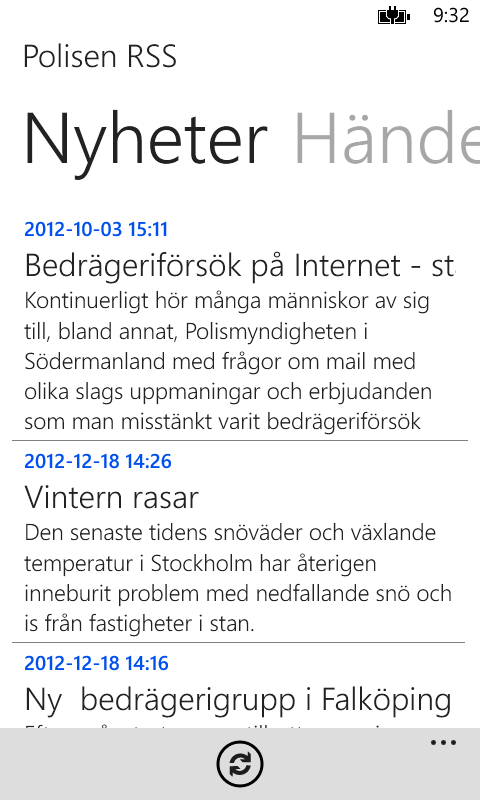 9:32
Polisen RSS
Nyheter Hände
2012-10-03 15:11
Bedrägeriförsök på Internet - st
Kontinuerligt hör många människor av sig
till, bland annat, Polismyndigheten i
Södermanland med frågor om mail med
olika slags uppmaningar och erbjudanden
som man misstänkt varit bedrägeriförsök
2012-12-18 14:26
Vintern rasar
Den senaste tidens snöväder och växlande
temperatur i Stockholm har återigen
inneburit problem med nedfallande snö och
is från fastigheter i stan.
2012-12-18 14:16
Ny  bedrägerigrupp i Falköping